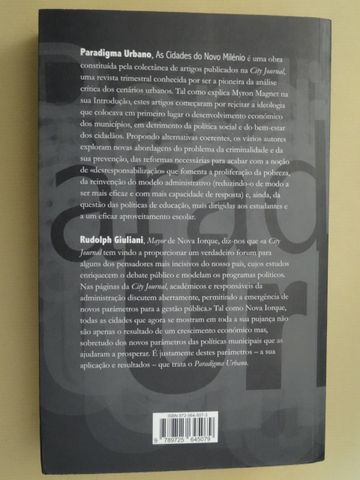 Paradigma Urbano, As Cidades do Novo Milénio é uma obra
constituída pela colectânea de artigos publicados na City Journal,
uma revista trimestral conhecida por ser a pioneira da análise
crítica dos cenários urbanos. Tal como explica Myron Magnet na
sua Introdução, estes artigos começaram por rejeitar a ideologia
que colocava em primeiro lugar o desenvolvimento económico
dos municípios, em detrimento da política social e do bem-estar
dos cidadãos. Propondo alternativas coerentes, os vários autores
exploram novas abordagens do problema da criminalidade e da
sua prevenção, das reformas necessárias para acabar com a noção
de «desresponsabilização» que fomenta a proliferação da pobreza,
da reinvenção do modelo administrativo (reduzindo-o de modo a
ser mais eficaz e com mais capacidade de resposta) e, ainda, da
questão das políticas de educação, mais dirigidas aos estudantes e
a um eficaz aproveitamento escolar.
Rudolph Giuliani, Mayor de Nova Iorque, diz-nos que «a City
Journal tem vindo a proporcionar um verdadeiro forum para
alguns dos pensadores mais incisivos do nosso país, cujos estudos
enriquecem o debate público e modelam os programas políticos.
Nas páginas da City Journal, académicos e responsáveis da
administração discutem abertamente, permitindo a emergência de
novos parâmetros para a gestão pública.» Tal como Nova Iorque,
todas as cidades que agora se mostram em toda a sua pujança não
são apenas o resultado de um crescimento económico mas,
sobretudo dos novos parâmetros das políticas municipais que as
ajudaram a prosperar. É justamente destes parâmetros – a sua
aplicação e resultados – que trata o Paradigma Urbano.
ISBN 972-564-507-3
9 789725 645079